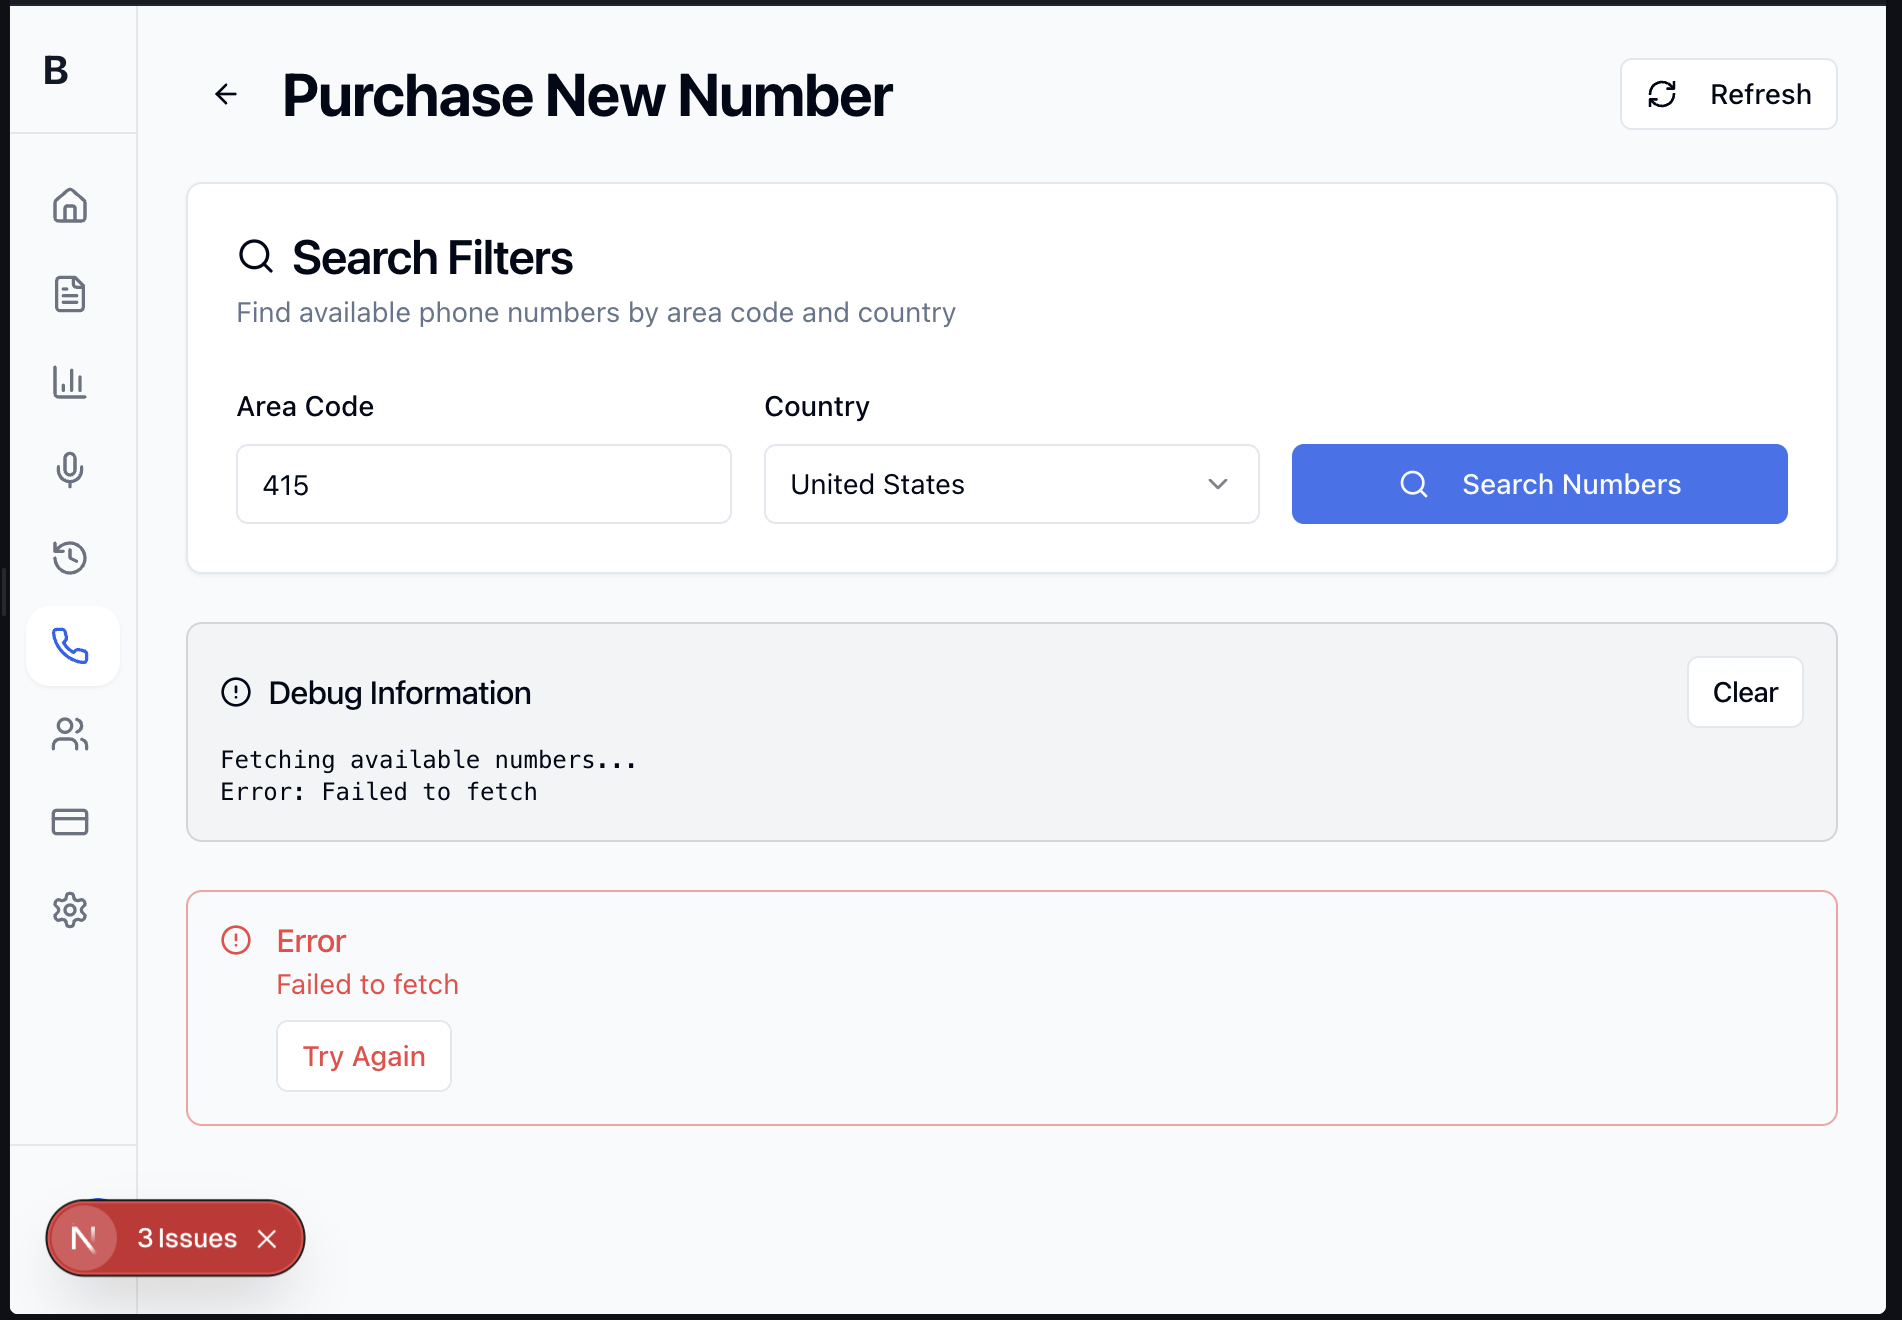 B
Purchase New Number
Refresh
Search Filters
Find available phone numbers by area code and country
Area Code
Country
415
United States
Search Numbers
Debug Information
Clear
Fetching available numbers...
Error: Failed to fetch
Error
Failed to fetch
Try Again
N
3 Issues